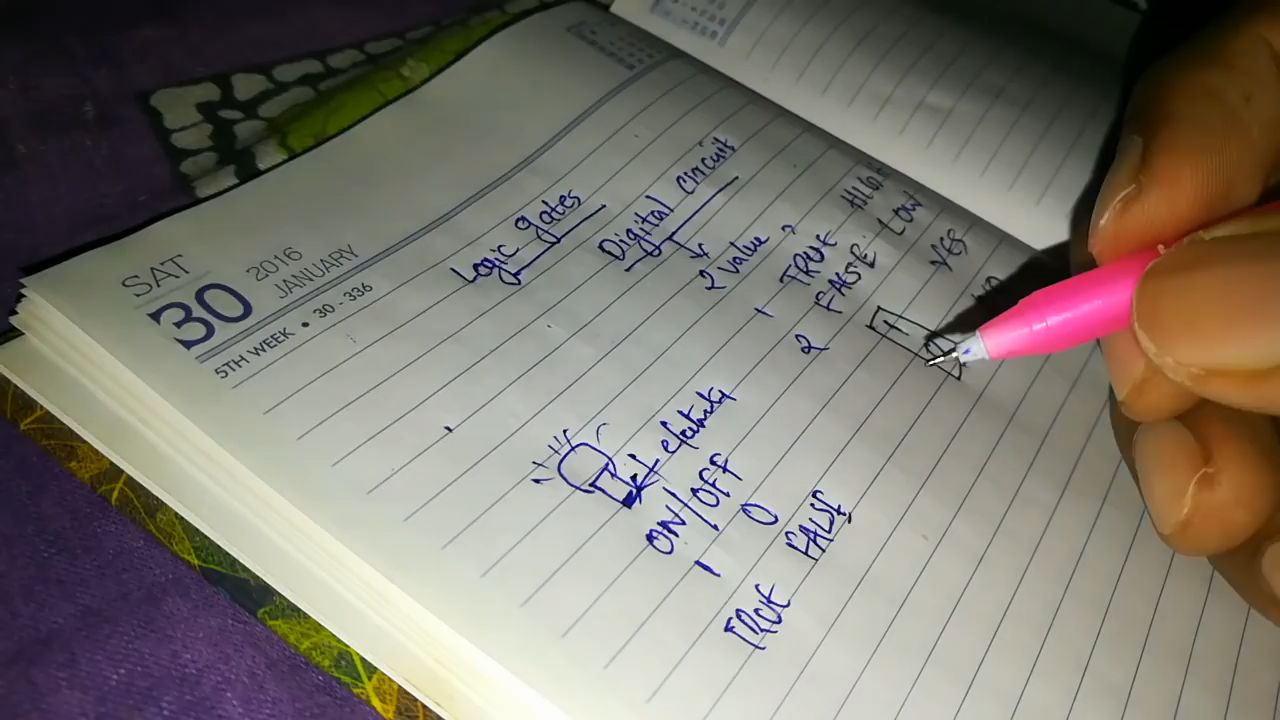 SAT
30
2016
JANUARY
5TH WEEK • 30 - 336
Logic gates
Digital Circuit
2 value ?
1 TRUE HIGH
2 FALSE LOW
YES
NO
1
ON/OFF
1 0
TRUE FALSE